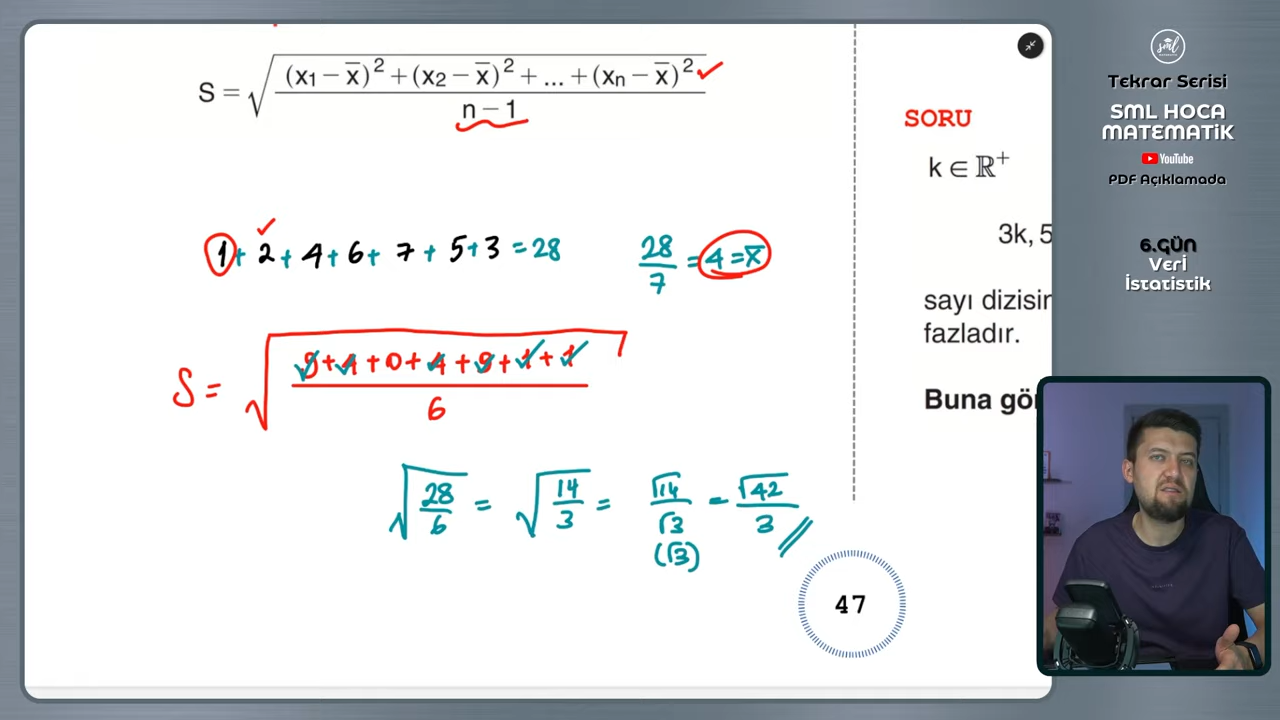 S = √((x₁ − x̅)² + (x₂ − x̅)² + ... + (xₙ − x̅)² / n − 1)
1 + 2 + 4 + 6 + 7 + 5 + 3 = 28
28/7 = 4 = x̅
S = √(9 + 4 + 0 + 4 + 9 + 1 + 1 / 6)
√(28/6) = √(14/3) = √14/√3 = √42/3
(√3)
47
SORU
k ∈ ℝ⁺
3k, 5
sayı dizisin
fazladır.
Buna gör
sml
Tekrar Serisi
SML HOCA
MATEMATİK
YouTube
PDF Açıklamada
6.GÜN
Veri
İstatistik